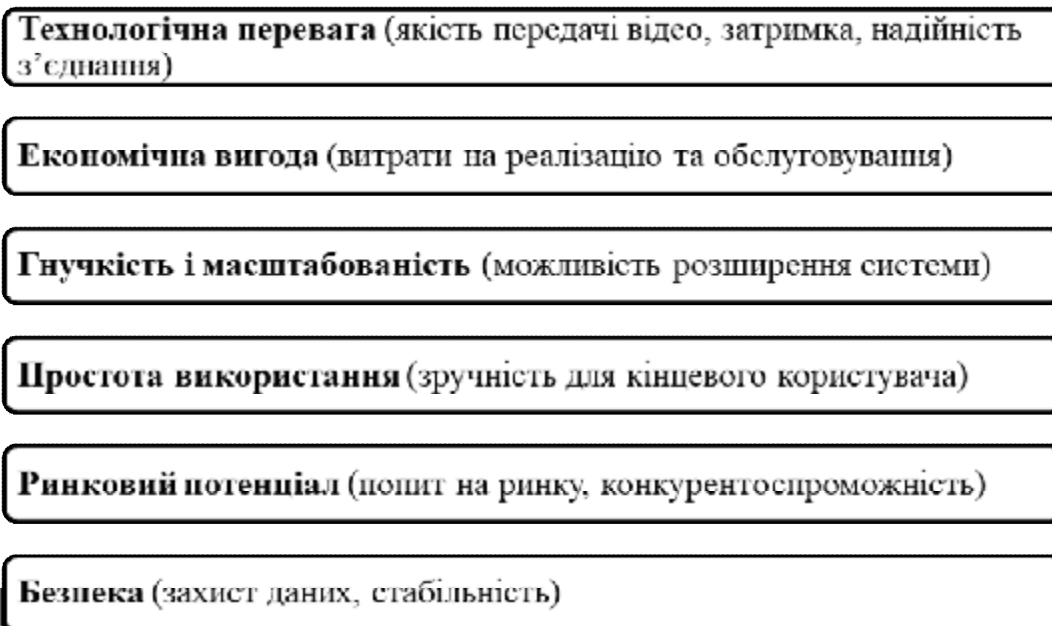 Технологічна перевага (якість передачі відео, затримка, надійність
з’єднання)
Економічна вигода (витрати на реалізацію та обслуговування)
Гнучкість і масштабованість (можливість розширення системи)
Простота використання (зручність для кінцевого користувача)
Ринковий потенціал (попит на ринку, конкурентоспроможність)
Безпека (захист даних, стабільність)